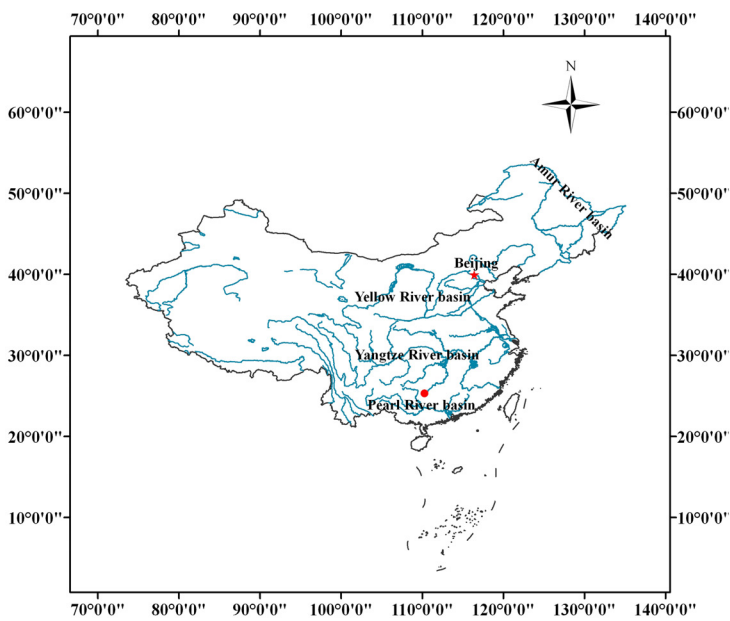 70°0'0" 80°0'0" 90°0'0" 100°0'0" 110°0'0" 120°0'0" 130°0'0" 140°0'0"
N
60°0'0" 60°0'0"
Amur River basin
50°0'0" 50°0'0"
Beijing
40°0'0" 40°0'0"
Yellow River basin
Yangtze River basin
30°0'0" 30°0'0"
Pearl River basin
20°0'0" 20°0'0"
10°0'0" 10°0'0"
70°0'0" 80°0'0" 90°0'0" 100°0'0" 110°0'0" 120°0'0" 130°0'0" 140°0'0"